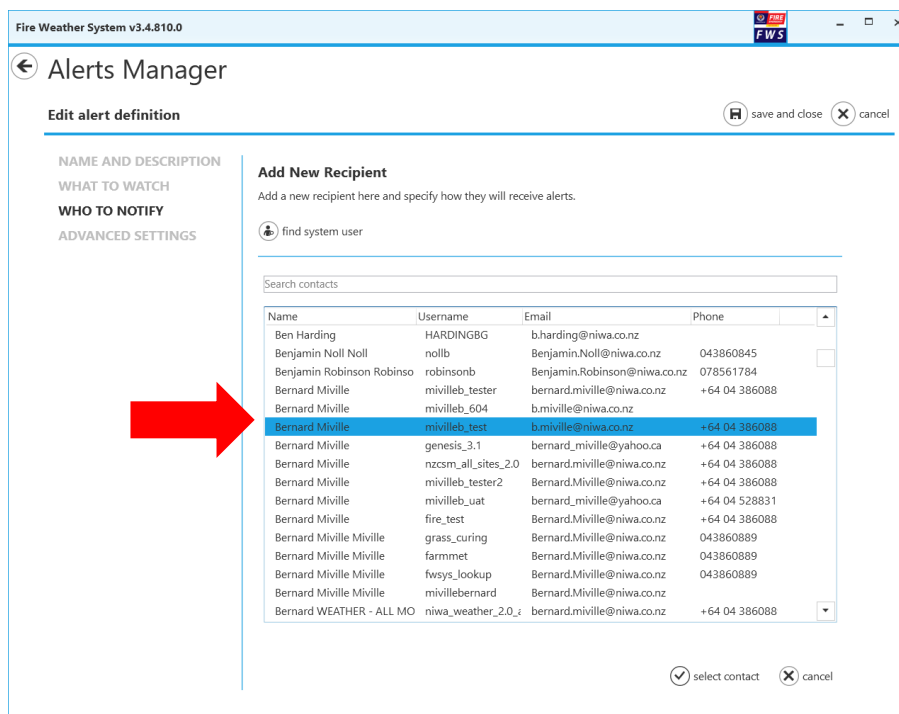 Fire Weather System v3.4.810.0
FIRE
FWS
Alerts Manager
Edit alert definition
save and close
cancel
NAME AND DESCRIPTION
WHAT TO WATCH
WHO TO NOTIFY
ADVANCED SETTINGS
Add New Recipient
Add a new recipient here and specify how they will receive alerts.
find system user
Search contacts
Name Username Email Phone
Ben Harding HARDINGBG b.harding@niwa.co.nz
Benjamin Noll Noll nollb Benjamin.Noll@niwa.co.nz 043860845
Benjamin Robinson Robinso robinsonb Benjamin.Robinson@niwa.co.nz 078561784
Bernard Miville mivilleb_tester bernard.miville@niwa.co.nz +64 04 386088
Bernard Miville mivilleb_604 b.miville@niwa.co.nz
Bernard Miville mivilleb_test b.miville@niwa.co.nz +64 04 386088
Bernard Miville genesis_3.1 bernard_miville@yahoo.ca +64 04 386088
Bernard Miville nzcsm_all_sites_2.0 bernard.miville@niwa.co.nz +64 04 386088
Bernard Miville mivilleb_tester2 Bernard.Miville@niwa.co.nz +64 04 386088
Bernard Miville mivilleb_uat bernard_miville@yahoo.ca +64 04 528831
Bernard Miville fire_test Bernard.Miville@niwa.co.nz +64 04 386088
Bernard Miville Miville grass_curing Bernard.Miville@niwa.co.nz 043860889
Bernard Miville Miville farmmet Bernard.Miville@niwa.co.nz 043860889
Bernard Miville Miville fwsys_lookup Bernard.Miville@niwa.co.nz 043860889
Bernard Miville Miville mivillebernard Bernard.Miville@niwa.co.nz
Bernard WEATHER - ALL MO niwa_weather_2.0_a bernard.miville@niwa.co.nz +64 04 386088
select contact
cancel